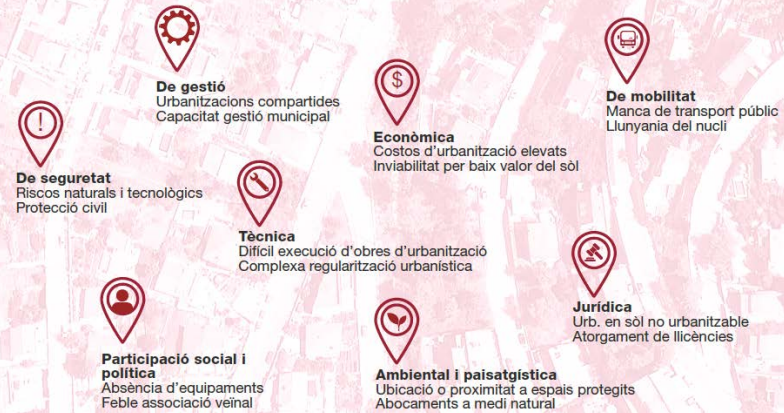 De gestió
Urbanitzacions compartides
Capacitat gestió municipal
De mobilitat
Manca de transport públic
Llunyania del nucli
Econòmica
Costos d'urbanització elevats
Inviabilitat per baix valor del sòl
De seguretat
Riscos naturals i tecnològics
Protecció civil
Tècnica
Difícil execució d'obres d'urbanització
Complexa regularització urbanística
Jurídica
Urb. en sòl no urbanitzable
Atorgament de llicències
Participació social i
política
Absència d'equipaments
Feble associació veïnal
Ambiental i paisatgística
Ubicació o proximitat a espais protegits
Abocaments a medi natural